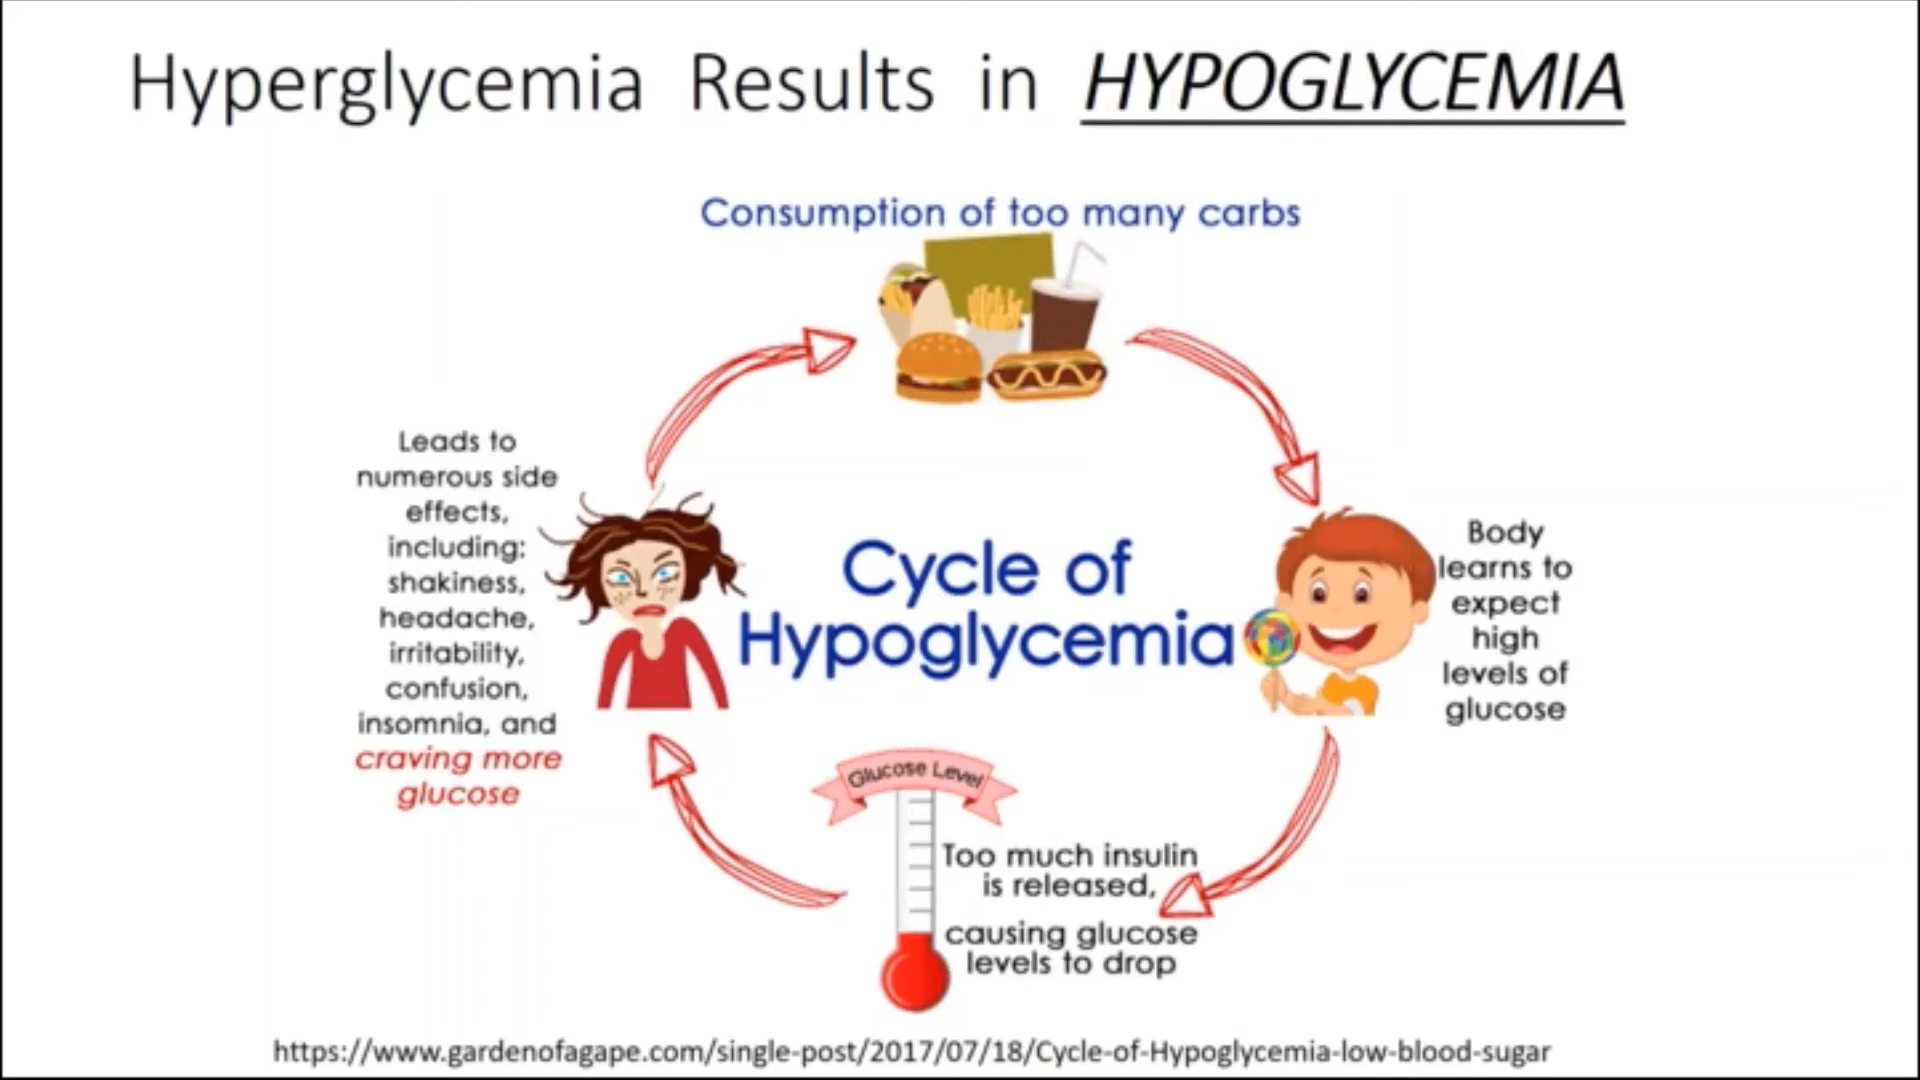 Hyperglycemia Results in HYPOGLYCEMIA
Consumption of too many carbs
Leads to
numerous side
effects,
including:
shakiness,
headache,
irritability,
confusion,
insomnia, and
craving more
glucose
Cycle of
Hypoglycemia
Body
learns to
expect
high
levels of
glucose
Glucose Level
Too much insulin
is released,
causing glucose
levels to drop
https://www.gardenofagape.com/single-post/2017/07/18/Cycle-of-Hypoglycemia-low-blood-sugar